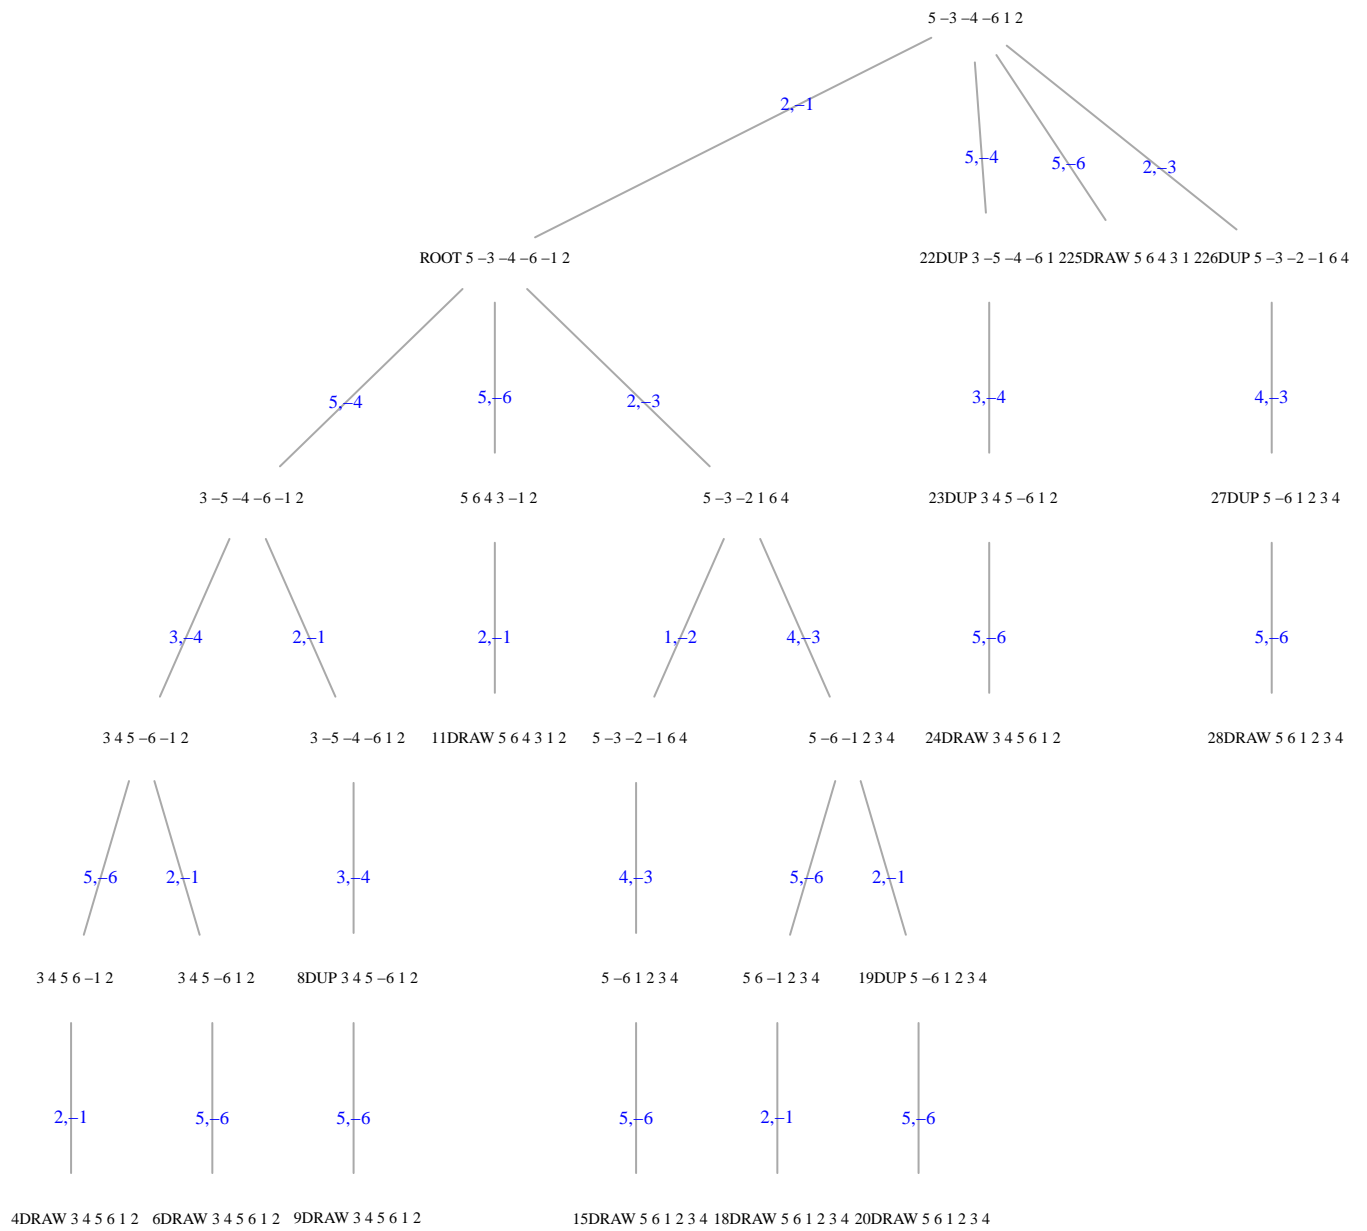 5 –3 –4 –6 1 2
2,–1
5,–4
5,–6
2,–3
ROOT 5 –3 –4 –6 –1 2
22DUP 3 –5 –4 –6 1 225DRAW 5 6 4 3 1 226DUP 5 –3 –2 –1 6 4
5,–4
5,–6
2,–3
3,–4
4,–3
3 –5 –4 –6 –1 2
5 6 4 3 –1 2
5 –3 –2 1 6 4
23DUP 3 4 5 –6 1 2
27DUP 5 –6 1 2 3 4
3,–4
2,–1
2,–1
1,–2
4,–3
5,–6
5,–6
3 4 5 –6 –1 2
3 –5 –4 –6 1 2
11DRAW 5 6 4 3 1 2
5 –3 –2 –1 6 4
5 –6 –1 2 3 4
24DRAW 3 4 5 6 1 2
28DRAW 5 6 1 2 3 4
5,–6
2,–1
3,–4
4,–3
5,–6
2,–1
3 4 5 6 –1 2
3 4 5 –6 1 2
8DUP 3 4 5 –6 1 2
5 –6 1 2 3 4
5 6 –1 2 3 4
19DUP 5 –6 1 2 3 4
2,–1
5,–6
5,–6
5,–6
2,–1
5,–6
4DRAW 3 4 5 6 1 2
6DRAW 3 4 5 6 1 2
9DRAW 3 4 5 6 1 2
15DRAW 5 6 1 2 3 4
18DRAW 5 6 1 2 3 4
20DRAW 5 6 1 2 3 4